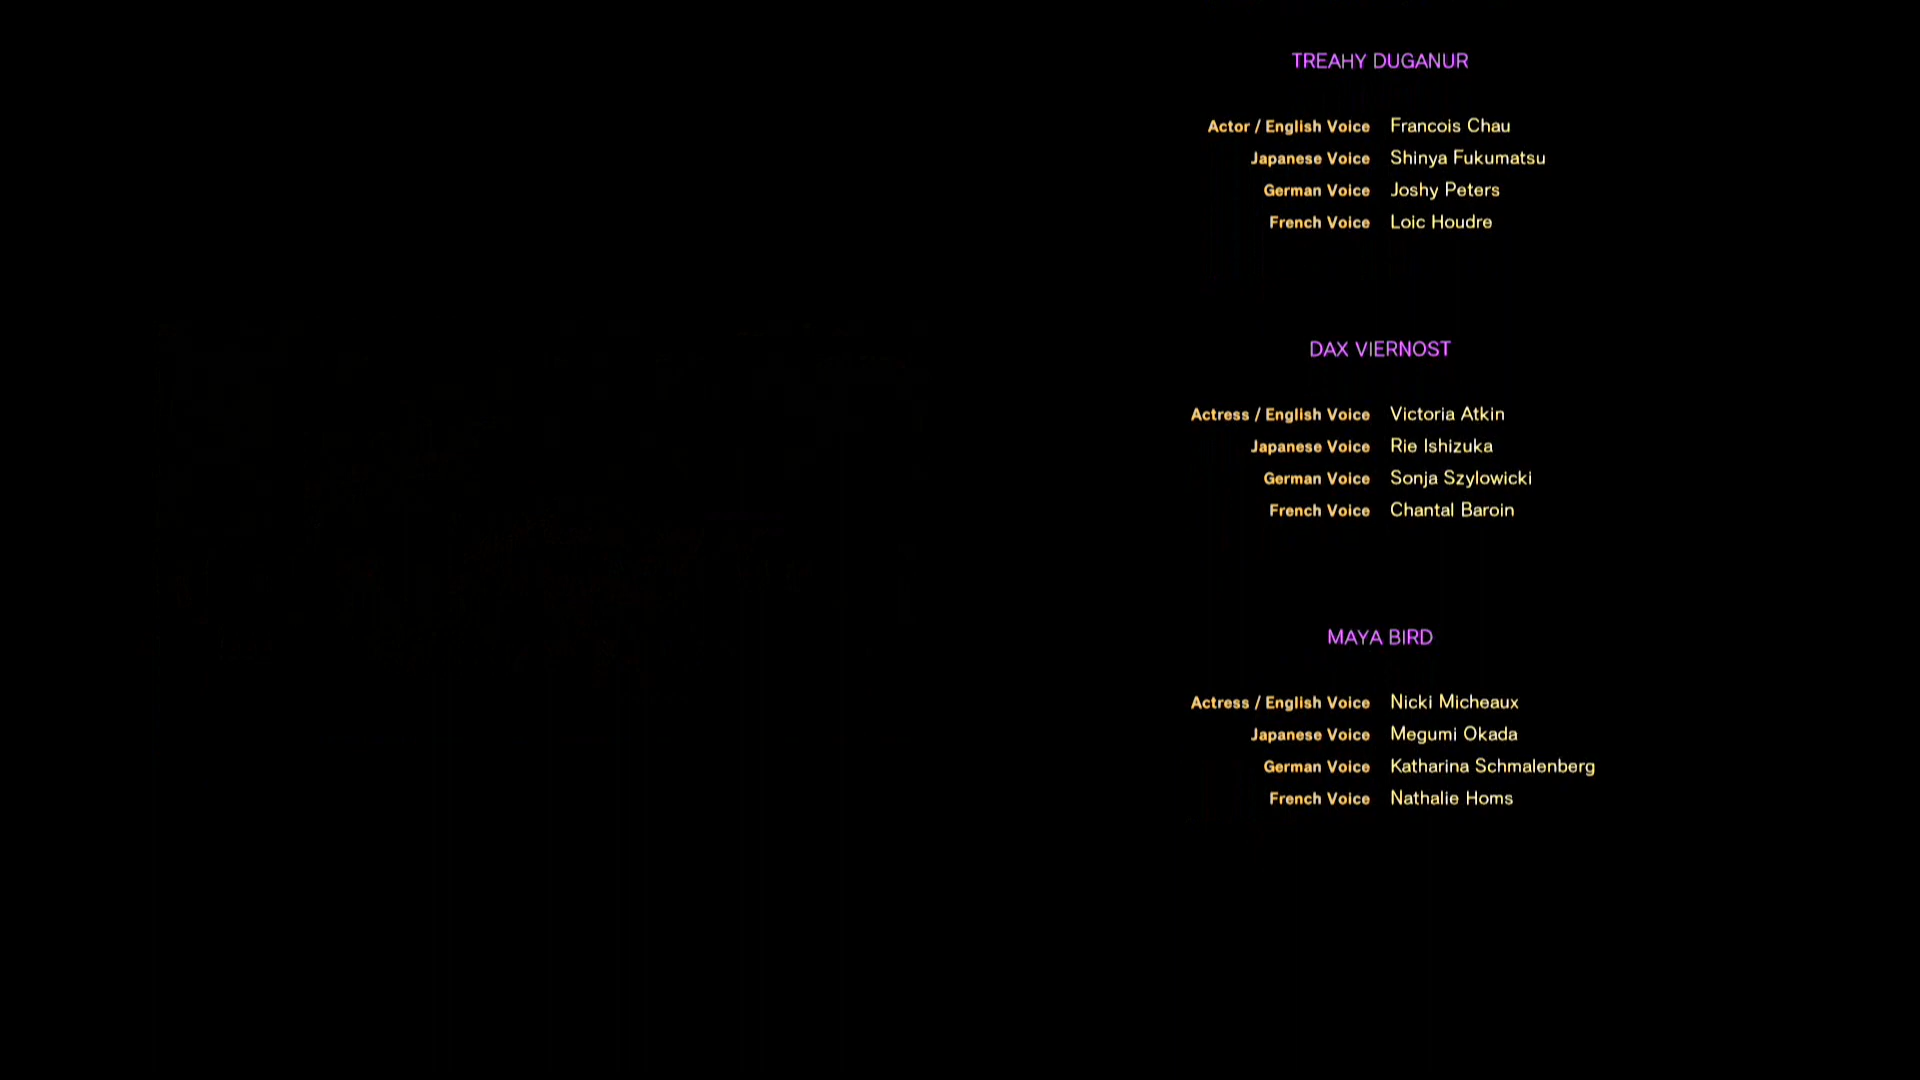 TREAHY DUGANUR
Actor / English Voice Francois Chau
Japanese Voice Shinya Fukumatsu
German Voice Joshy Peters
French Voice Loic Houdre
DAX VIERNOST
Actress / English Voice Victoria Atkin
Japanese Voice Rie Ishizuka
German Voice Sonja Szylowicki
French Voice Chantal Baroin
MAYA BIRD
Actress / English Voice Nicki Micheaux
Japanese Voice Megumi Okada
German Voice Katharina Schmalenberg
French Voice Nathalie Homs